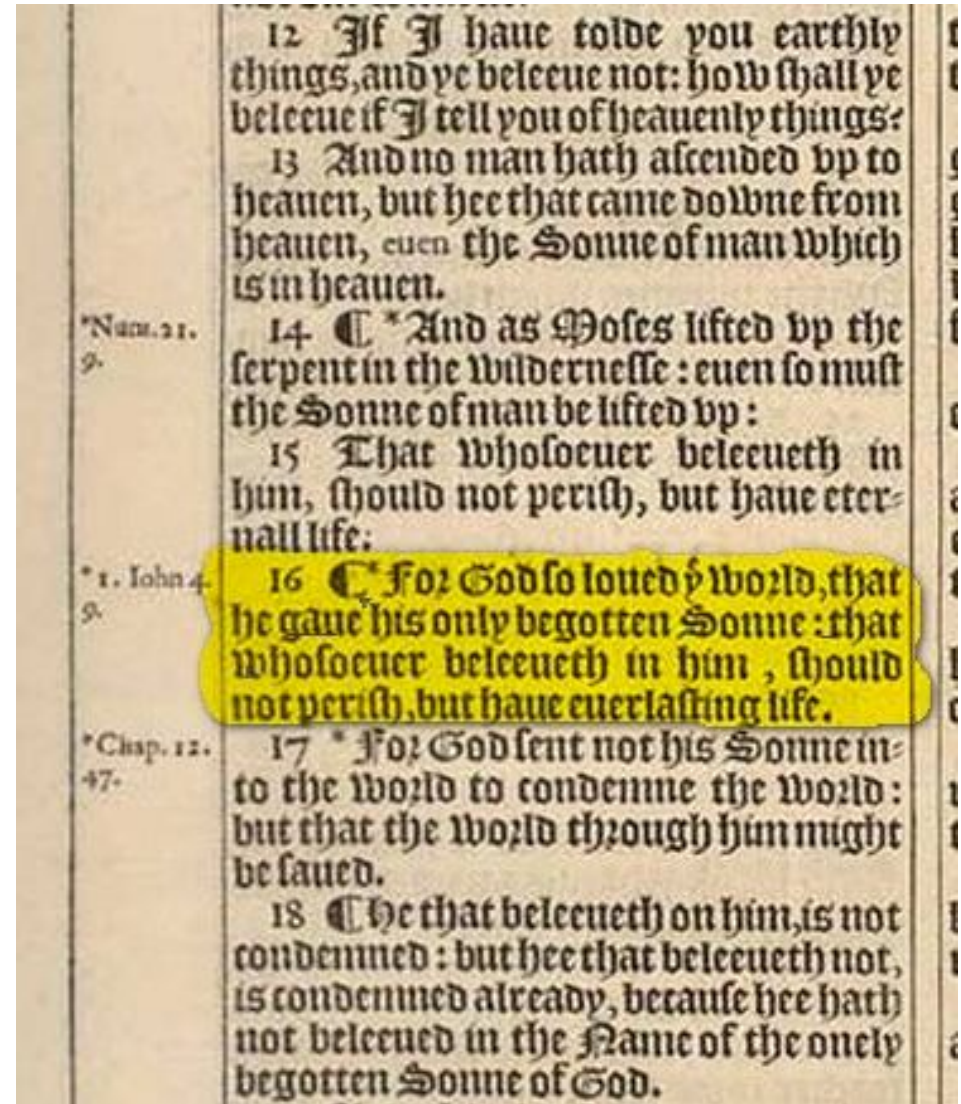 12 If I haue tolde you earthly
things, and ye beleeue not: how ſhall ye
beleeue if I tell you of heauenly things?
13 And no man hath aſcended vp to
heauen, but hee that came downe from
heauen, euen the Sonne of man which
is in heauen.
*Num. 21.
9.
14 ¶ *And as Moſes lifted vp the
ſerpent in the wilderneſſe : euen ſo muſt
the Sonne of man be lifted vp :
15 That whoſoeuer beleeueth in
him, ſhould not periſh, but haue eter-
nall life.
*1. Iohn 4.
9.
16 ¶ *For God ſo loued yͤ world, that
he gaue his only begotten Sonne : that
whoſoeuer beleeueth in him , ſhould
not periſh, but haue euerlaſting life.
*Chap. 12.
47.
17 * For God ſent not his Sonne in-
to the world to condemne the world :
but that the world through him might
be ſaued.
18 ¶ He that beleeueth on him, is not
condemned : but hee that beleeueth not,
is condemned already, becauſe hee hath
not beleeued in the Name of the onely
begotten Sonne of God.